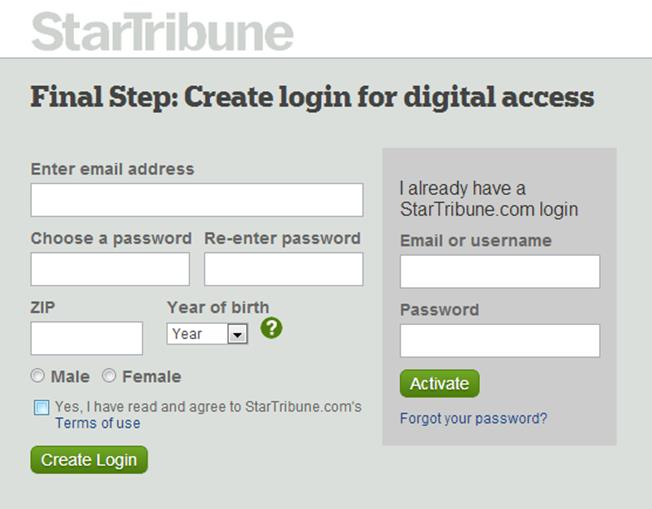 StarTribune
Final Step: Create login for digital access
Enter email address
Choose a password
Re-enter password
ZIP
Year of birth
Year
?
Male
Female
Yes, I have read and agree to StarTribune.com's
Terms of use
Create Login
I already have a
StarTribune.com login
Email or username
Password
Activate
Forgot your password?